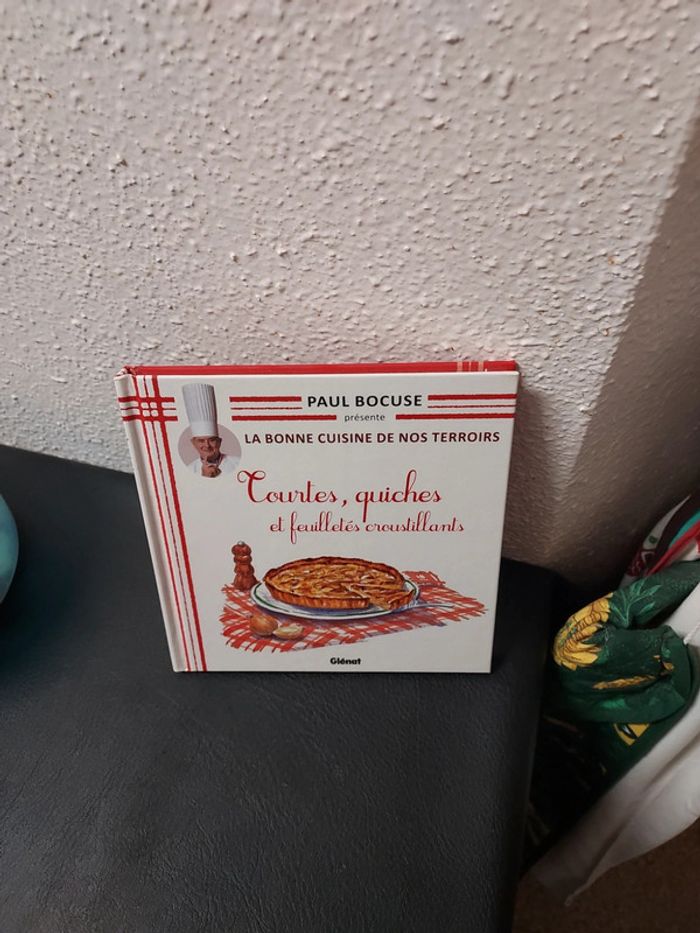 PAUL BOCUSE
présente
LA BONNE CUISINE DE NOS TERROIRS
Tourtes, quiches
et feuilletés croustillants
Glénat